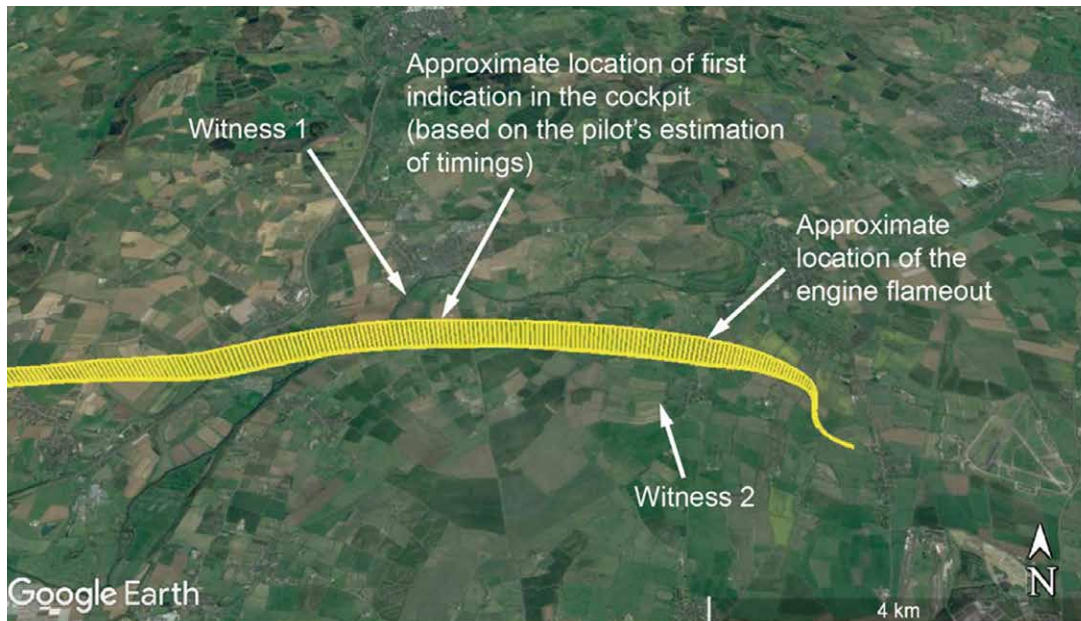 Approximate location of first
indication in the cockpit
(based on the pilot's estimation
of timings)
Witness 1
Approximate
location of the
engine flameout
Witness 2
Google Earth
4 km
N